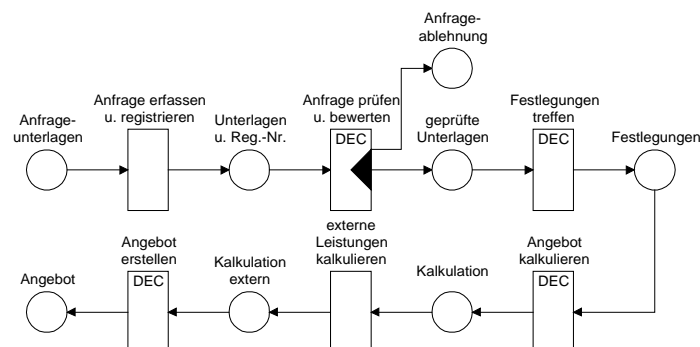 Anfrage-
ablehnung
Anfrage-
unterlagen
Anfrage erfassen
u. registrieren
Unterlagen
u. Reg.-Nr.
Anfrage prüfen
u. bewerten
DEC
geprüfte
Unterlagen
Festlegungen
treffen
DEC
Festlegungen
Angebot
Angebot
erstellen
DEC
Kalkulation
extern
externe
Leistungen
kalkulieren
Kalkulation
Angebot
kalkulieren
DEC